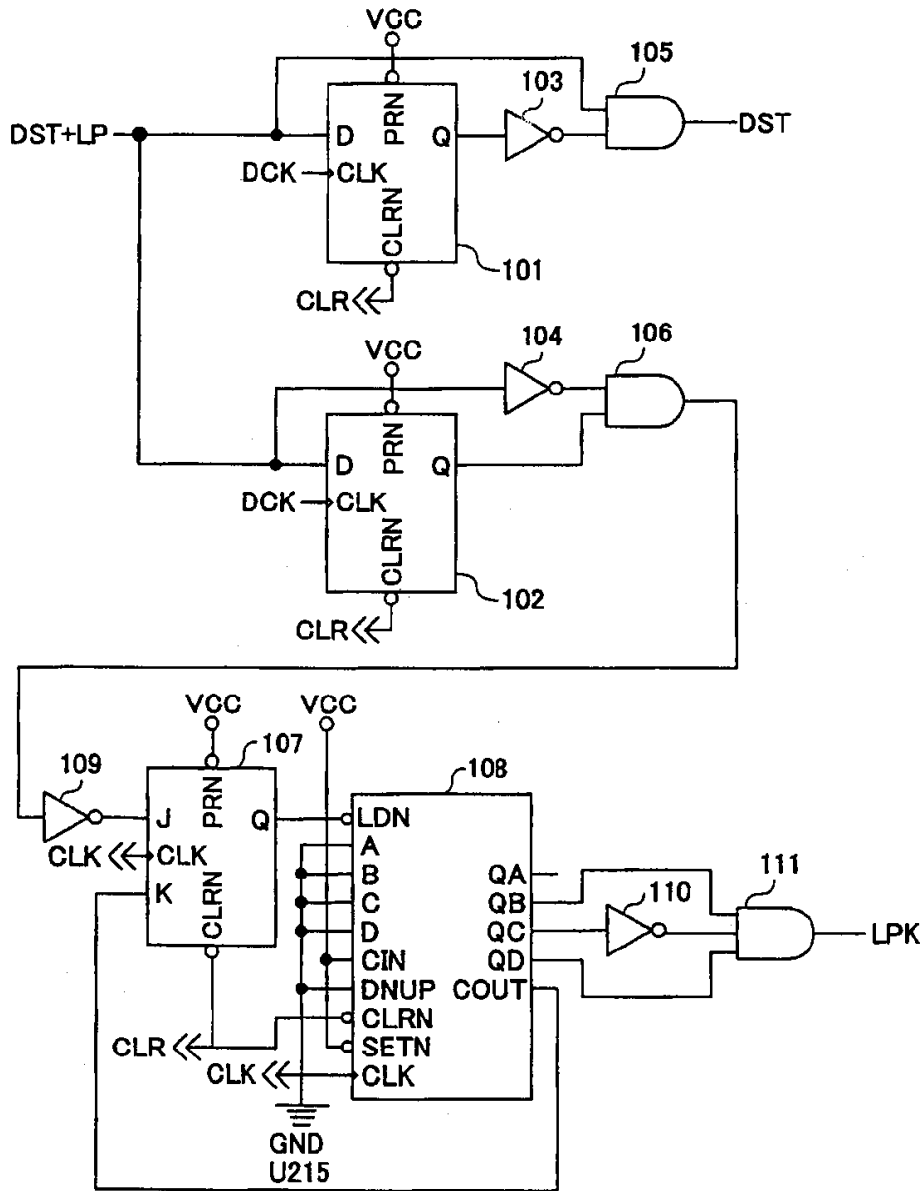 VCC
DST+LP
D
PRN
Q
DCK
CLK
CLRN
CLR
101
103
105
DST
VCC
104
106
D
PRN
Q
DCK
CLK
CLRN
CLR
102
VCC
107
109
J
PRN
Q
CLK
CLK
K
CLRN
CLR
VCC
108
LDN
A
B
C
D
CIN
DNUP
CLRN
SETN
CLK
CLK
QA
QB
QC
QD
COUT
110
111
LPK
GND
U215